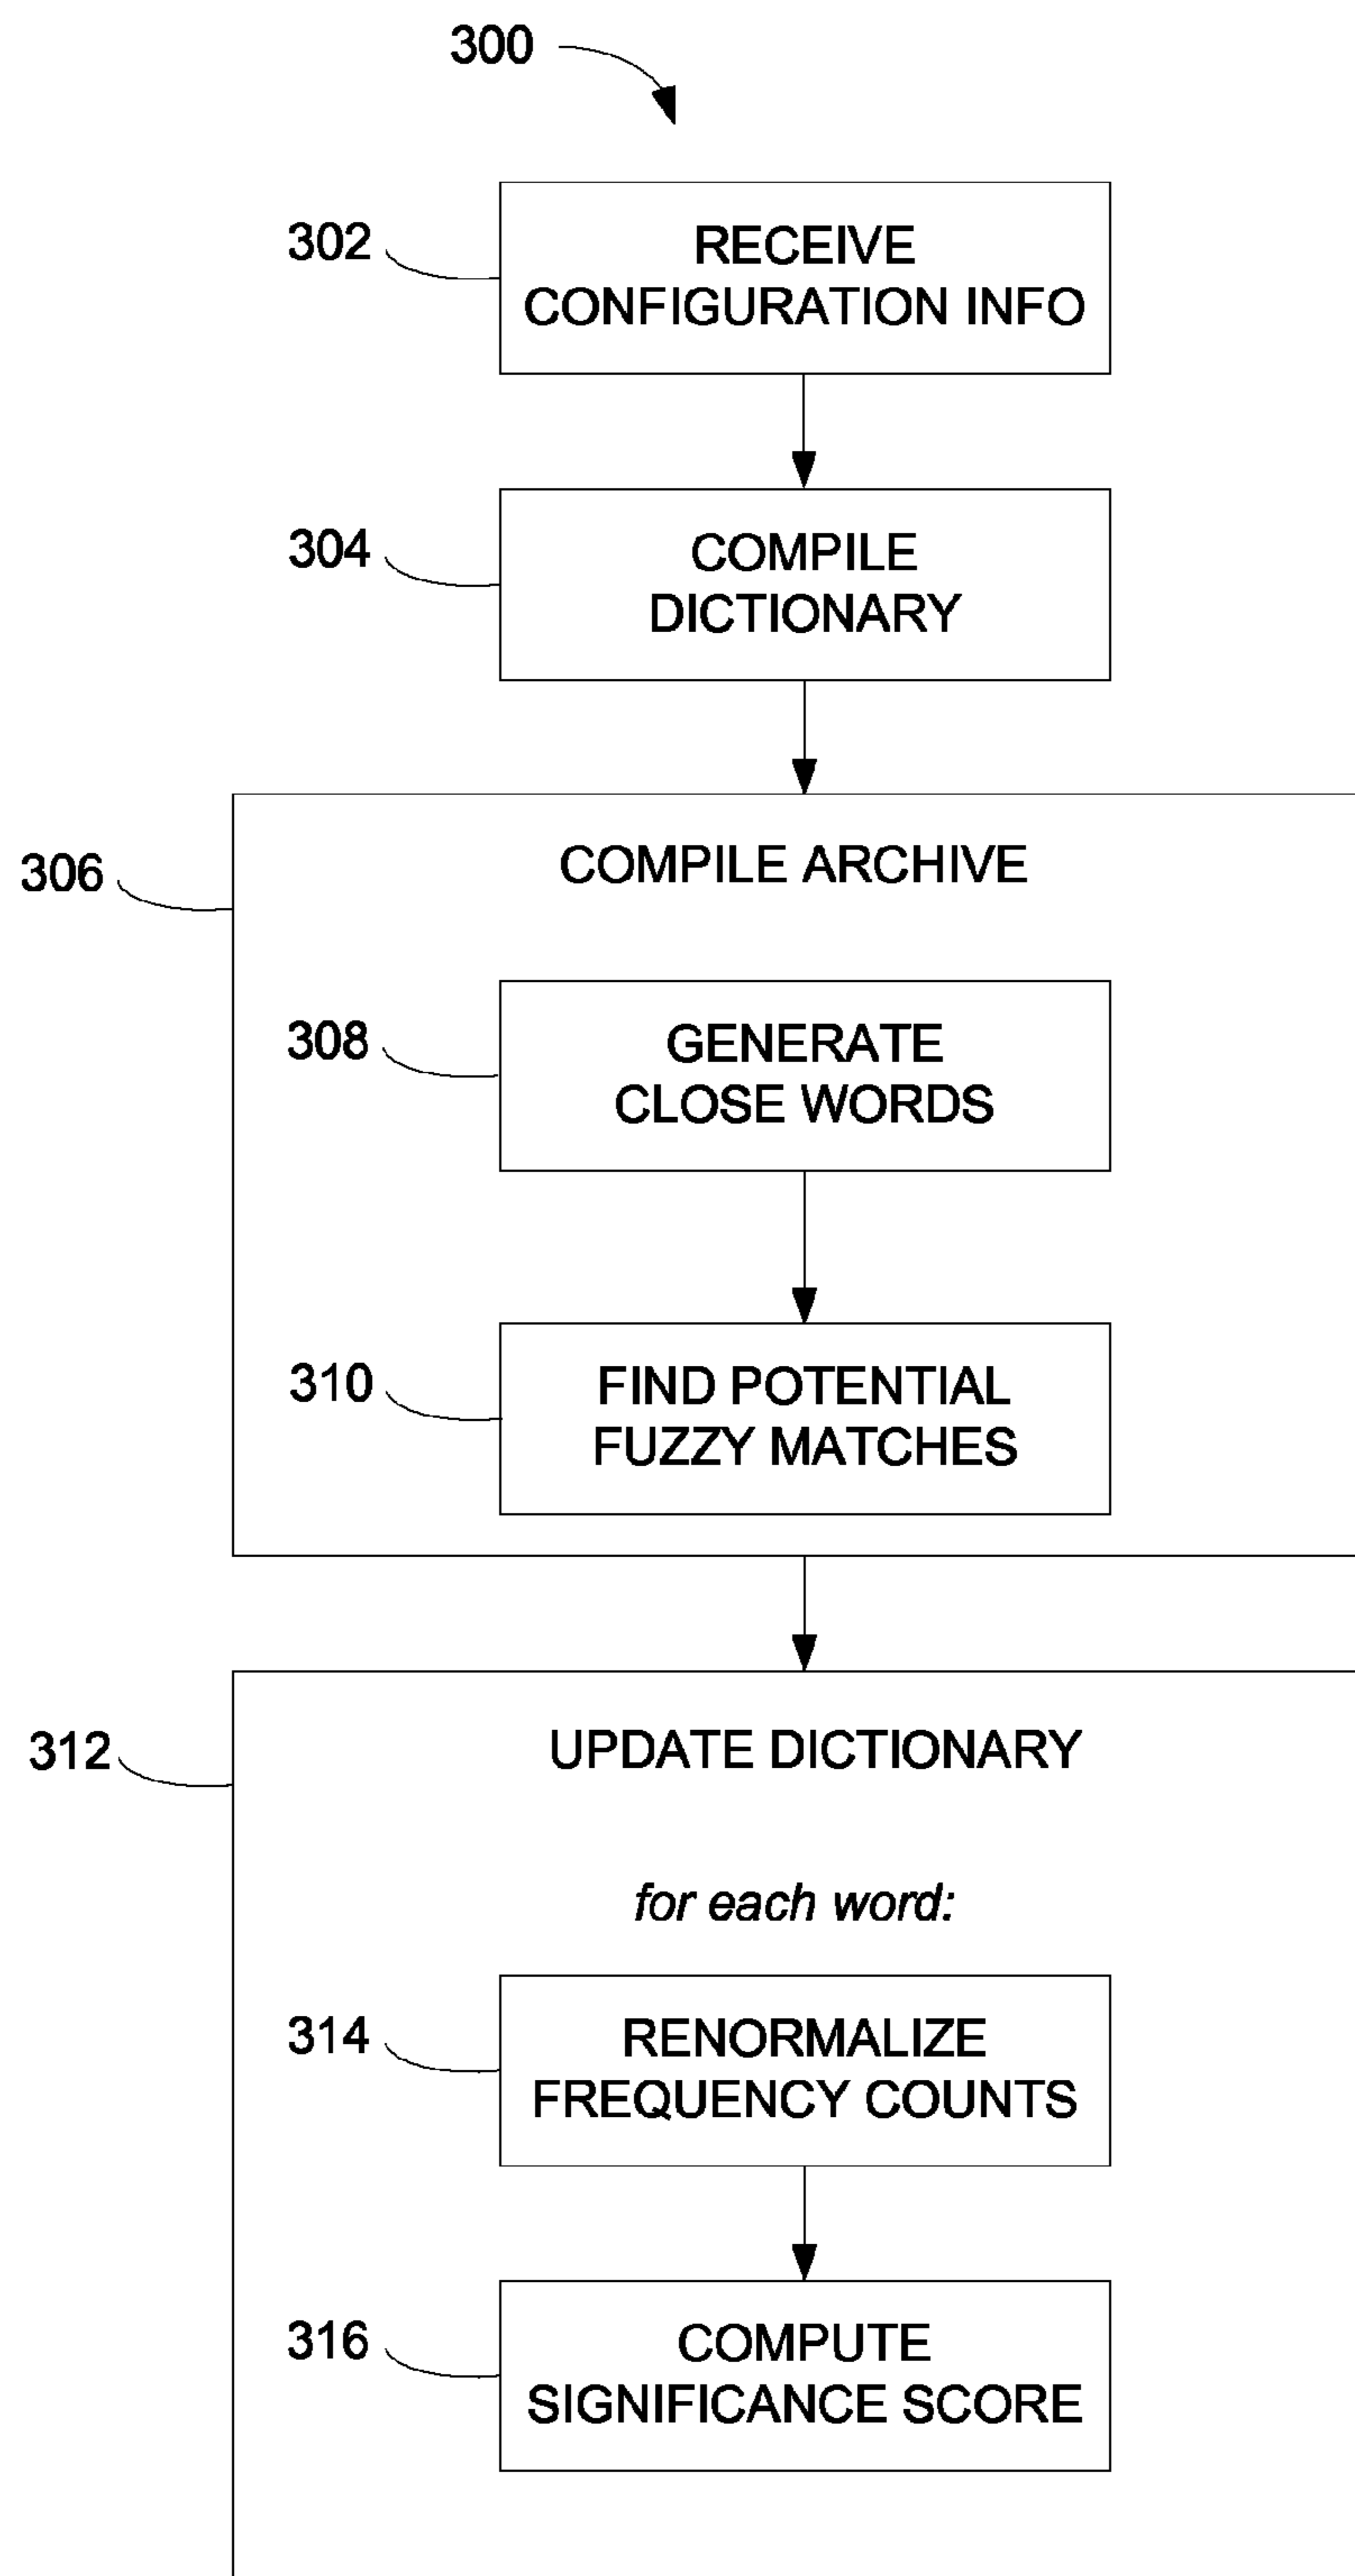 300
302
RECEIVE
CONFIGURATION INFO
304
COMPILE
DICTIONARY
306
COMPILE ARCHIVE
308
GENERATE
CLOSE WORDS
310
FIND POTENTIAL
FUZZY MATCHES
312
UPDATE DICTIONARY
for each word:
314
RENORMALIZE
FREQUENCY COUNTS
316
COMPUTE
SIGNIFICANCE SCORE